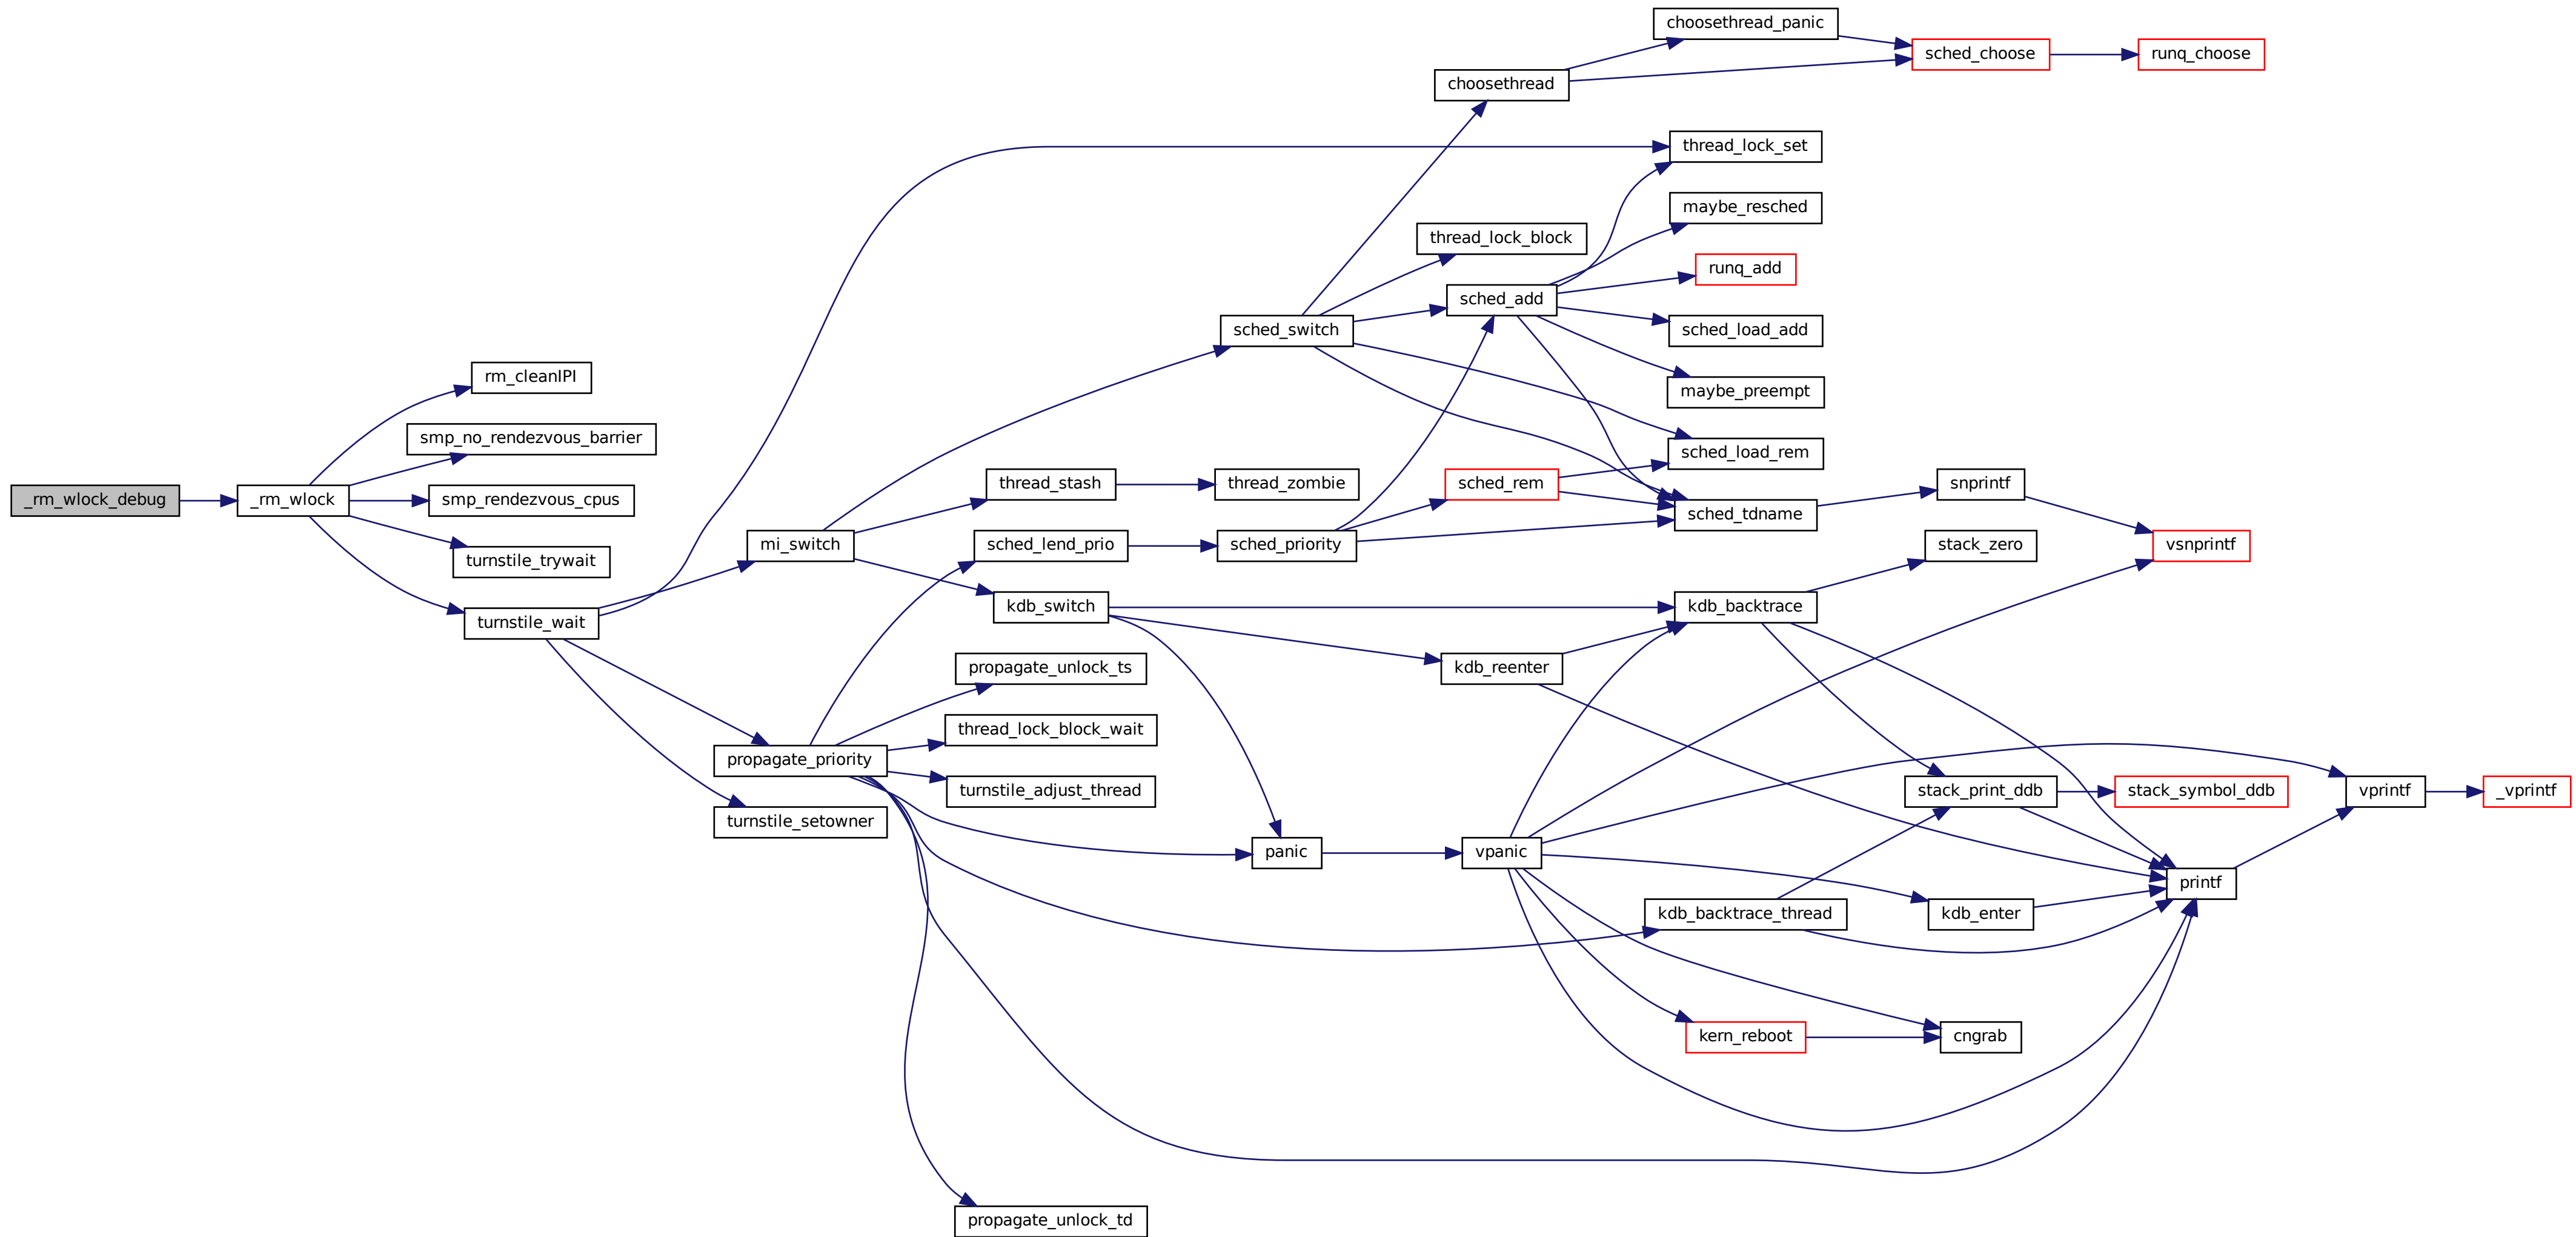 _rm_wlock_debug
_rm_wlock
rm_cleanIPI
smp_no_rendezvous_barrier
smp_rendezvous_cpus
turnstile_trywait
turnstile_wait
mi_switch
propagate_priority
turnstile_setowner
thread_stash
sched_lend_prio
kdb_switch
propagate_unlock_ts
thread_lock_block_wait
turnstile_adjust_thread
propagate_unlock_td
sched_switch
thread_zombie
sched_priority
panic
choosethread
thread_lock_block
sched_add
sched_rem
kdb_reenter
vpanic
choosethread_panic
thread_lock_set
maybe_resched
runq_add
sched_load_add
maybe_preempt
sched_load_rem
sched_tdname
kdb_backtrace
kdb_backtrace_thread
kern_reboot
sched_choose
snprintf
stack_zero
stack_print_ddb
kdb_enter
cngrab
runq_choose
vsnprintf
stack_symbol_ddb
printf
vprintf
_vprintf